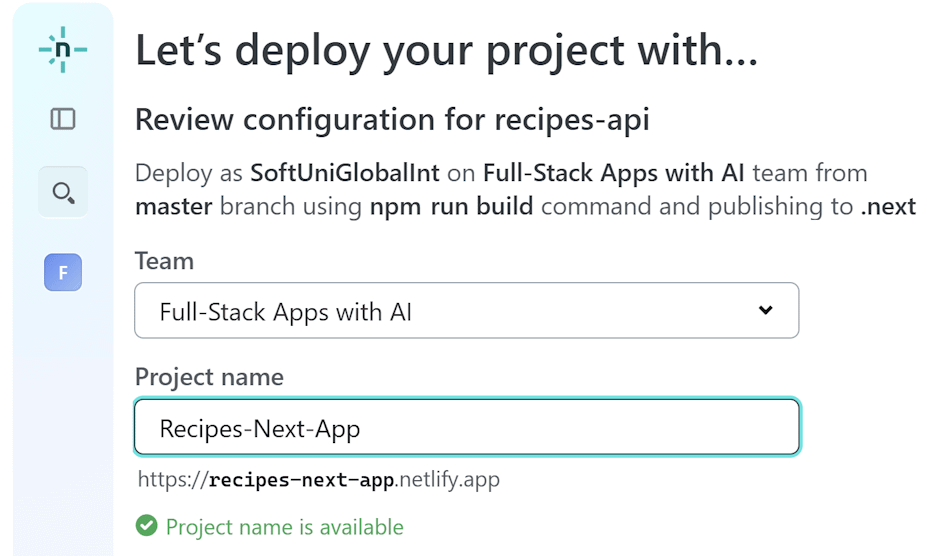 n
Let’s deploy your project with...
Review configuration for recipes-api
Deploy as SoftUniGlobalInt on Full-Stack Apps with AI team from
master branch using npm run build command and publishing to .next
F
Team
Full-Stack Apps with AI
Project name
Recipes-Next-App
https://recipes-next-app.netlify.app
Project name is available